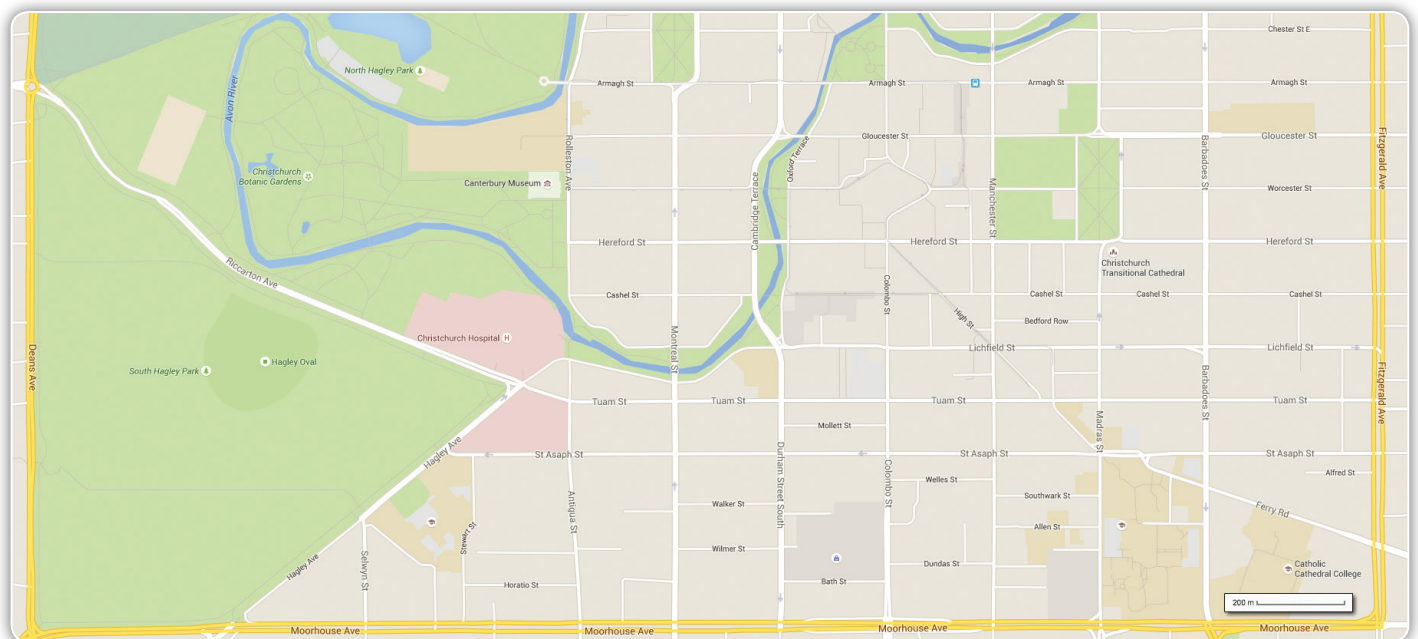 Chester St E
North Hagley Park
Armagh St
Armagh St
Armagh St
Armagh St
Avon River
Rolleston Ave
Oxford Terrace
Gloucester St
Gloucester St
Barbadoes St
Fitzgerald Ave
Christchurch
Botanic Gardens
Canterbury Museum
Cambridge Terrace
Manchester St
Worcester St
Hereford St
Hereford St
Hereford St
Riccarton Ave
Christchurch
Transitional Cathedral
Cashel St
Colombo St
Cashel St
Cashel St
Cashel St
High St
Bedford Row
Christchurch Hospital
H
Montreal St
Lichfield St
Lichfield St
Deans Ave
Hagley Oval
South Hagley Park
Barbadoes St
Fitzgerald Ave
Tuam St
Tuam St
Tuam St
Tuam St
Mollett St
Madras St
Hagley Ave
St Asaph St
St Asaph St
St Asaph St
Durham Street South
Colombo St
Alfred St
Welles St
Antigua St
Walker St
Southwark St
Ferry Rd
Stewart St
Allen St
Wilmer St
Hagley Ave
Selwyn St
Dundas St
Catholic
Cathedral College
Horatio St
Bath St
200 m
Moorhouse Ave
Moorhouse Ave
Moorhouse Ave
Moorhouse Ave